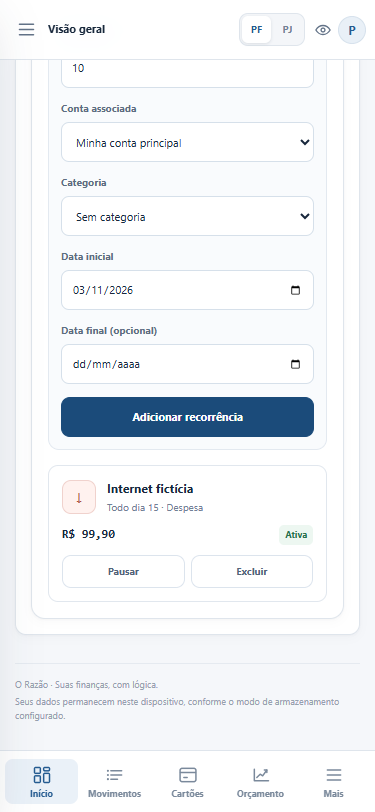 Visão geral
PF
PJ
P
10
Conta associada
Minha conta principal
Categoria
Sem categoria
Data inicial
03/11/2026
Data final (opcional)
dd/mm/aaaa
Adicionar recorrência
Internet fictícia
Todo dia 15 · Despesa
R$ 99,90
Ativa
Pausar
Excluir
O Razão · Suas finanças, com lógica.
Seus dados permanecem neste dispositivo, conforme o modo de armazenamento
configurado.
Início
Movimentos
Cartões
Orçamento
Mais